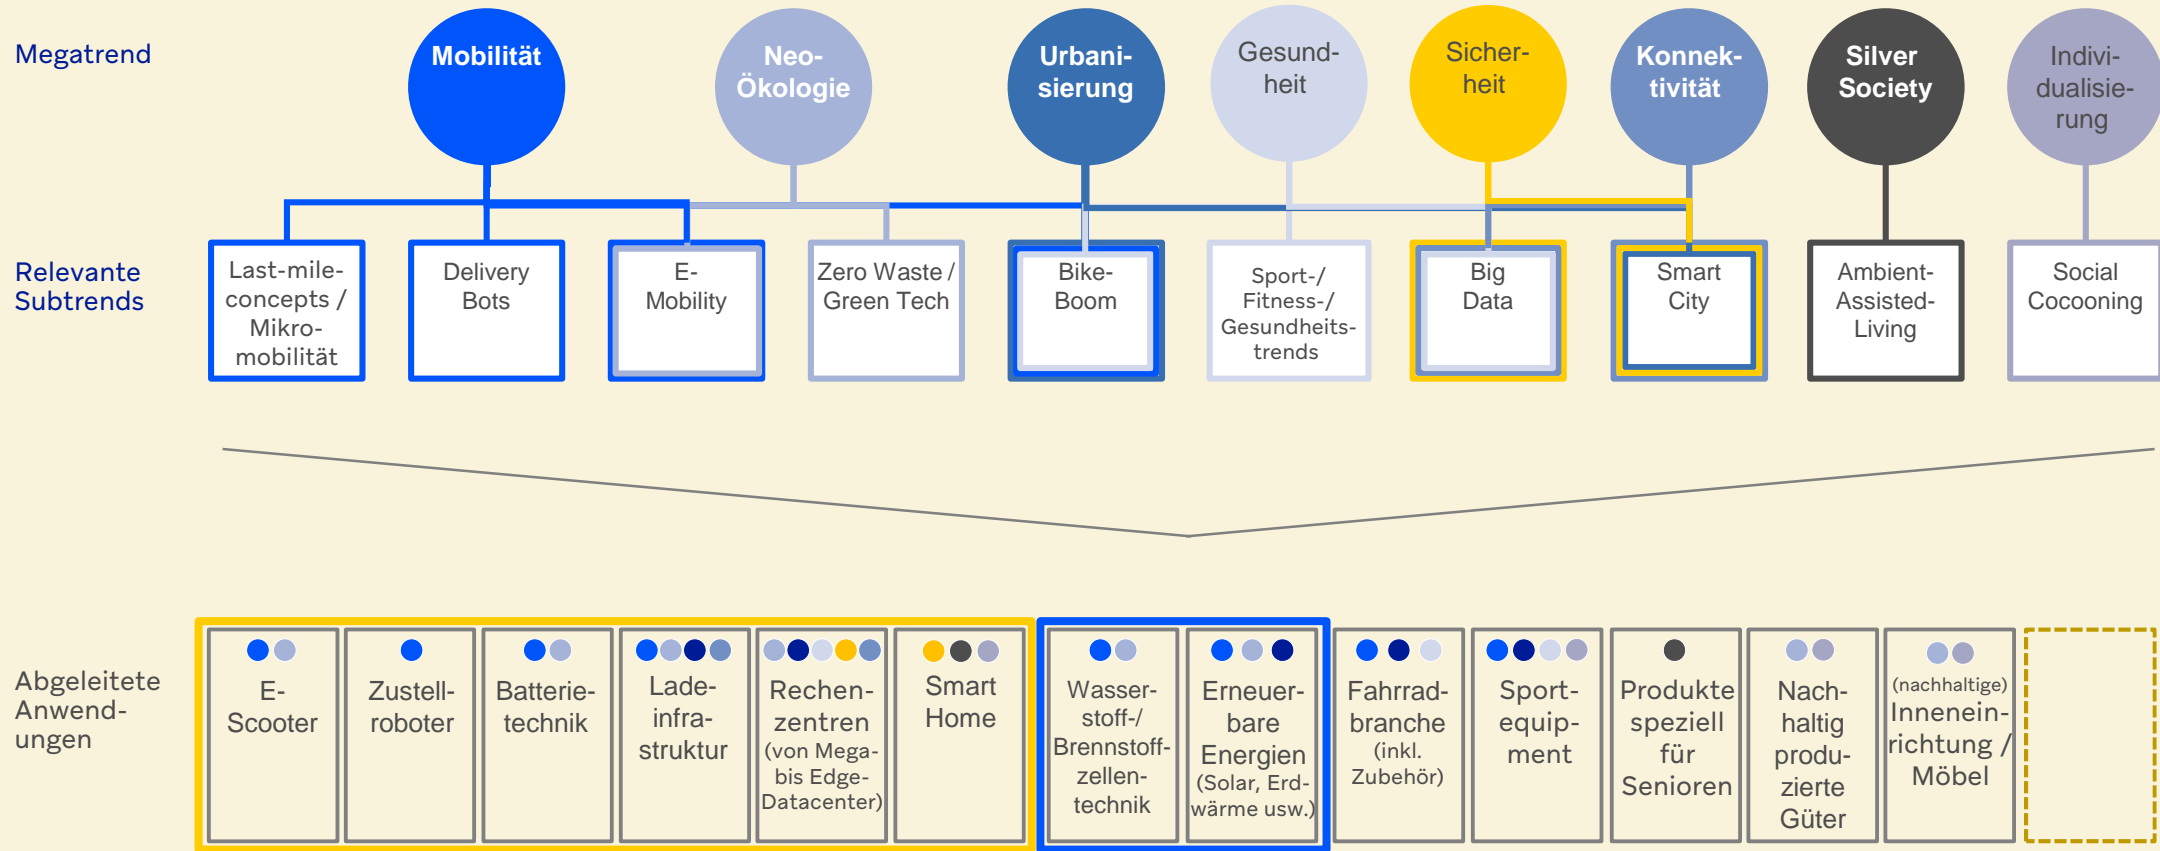 Megatrend
Mobilität
Neo-
Ökologie
Urbani-
sierung
Gesund-
heit
Sicher-
heit
Konnek-
tivität
Silver
Society
Indivi-
dualisie-
rung
Relevante
Subtrends
Last-mile-
concepts /
Mikro-
mobilität
Delivery
Bots
E-
Mobility
Zero Waste /
Green Tech
Bike-
Boom
Sport-/
Fitness-/
Gesundheits-
trends
Big
Data
Smart
City
Ambient-
Assisted-
Living
Social
Cocooning
Abgeleitete
Anwend-
ungen
E-
Scooter
Zustell-
roboter
Batterie-
technik
Lade-
infra-
struktur
Rechen-
zentren
(von Mega-
bis Edge-
Datacenter)
Smart
Home
Wasser-
stoff-/
Brennstoff-
zellen-
technik
Erneuer-
bare
Energien
(Solar, Erd-
wärme usw.)
Fahrrad-
branche
(inkl.
Zubehör)
Sport-
equip-
ment
Produkte
speziell
für
Senioren
Nach-
haltig
produ-
zierte
Güter
(nachhaltige)
Innenein-
richtung /
Möbel